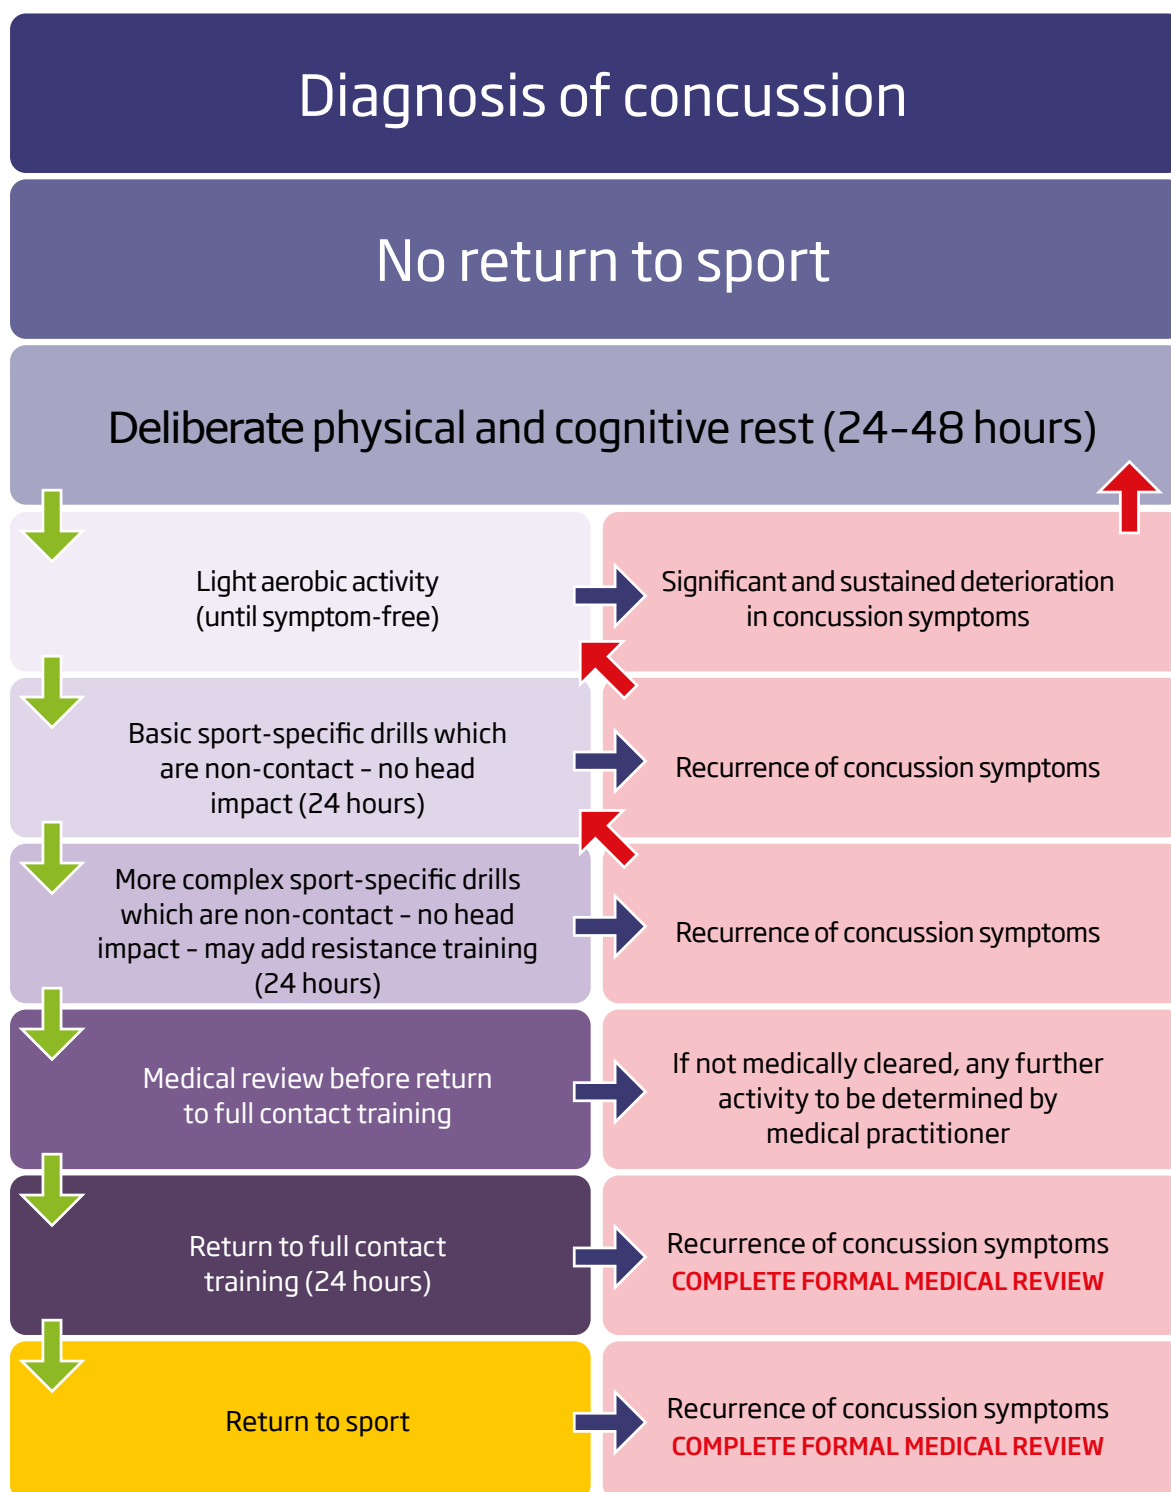 Diagnosis of concussion
No return to sport
Deliberate physical and cognitive rest (24–48 hours)
Light aerobic activity
(until symptom-free)
Significant and sustained deterioration
in concussion symptoms
Basic sport-specific drills which
are non-contact – no head
impact (24 hours)
Recurrence of concussion symptoms
More complex sport-specific drills
which are non-contact – no head
impact – may add resistance training
(24 hours)
Recurrence of concussion symptoms
Medical review before return
to full contact training
If not medically cleared, any further
activity to be determined by
medical practitioner
Return to full contact
training (24 hours)
Recurrence of concussion symptoms
COMPLETE FORMAL MEDICAL REVIEW
Return to sport
Recurrence of concussion symptoms
COMPLETE FORMAL MEDICAL REVIEW